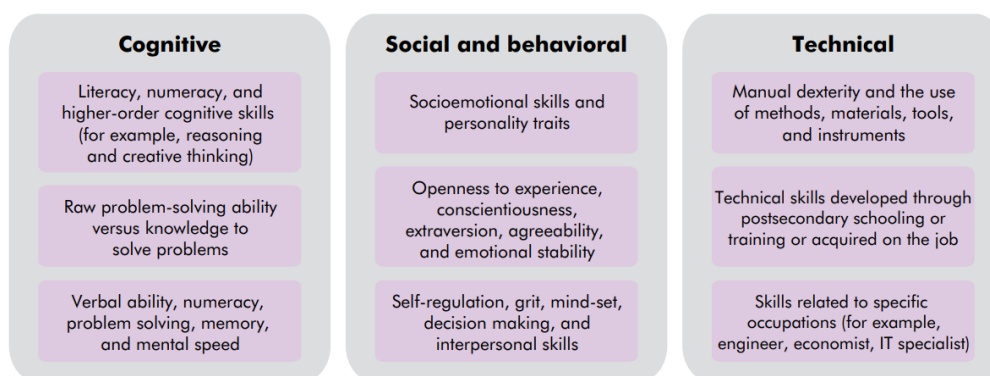 Cognitive
Literacy, numeracy, and
higher-order cognitive skills
(for example, reasoning
and creative thinking)
Raw problem-solving ability
versus knowledge to
solve problems
Verbal ability, numeracy,
problem solving, memory,
and mental speed
Social and behavioral
Socioemotional skills and
personality traits
Openness to experience,
conscientiousness,
extraversion, agreeability,
and emotional stability
Self-regulation, grit, mind-set,
decision making, and
interpersonal skills
Technical
Manual dexterity and the use
of methods, materials, tools,
and instruments
Technical skills developed through
postsecondary schooling or
training or acquired on the job
Skills related to specific
occupations (for example,
engineer, economist, IT specialist)